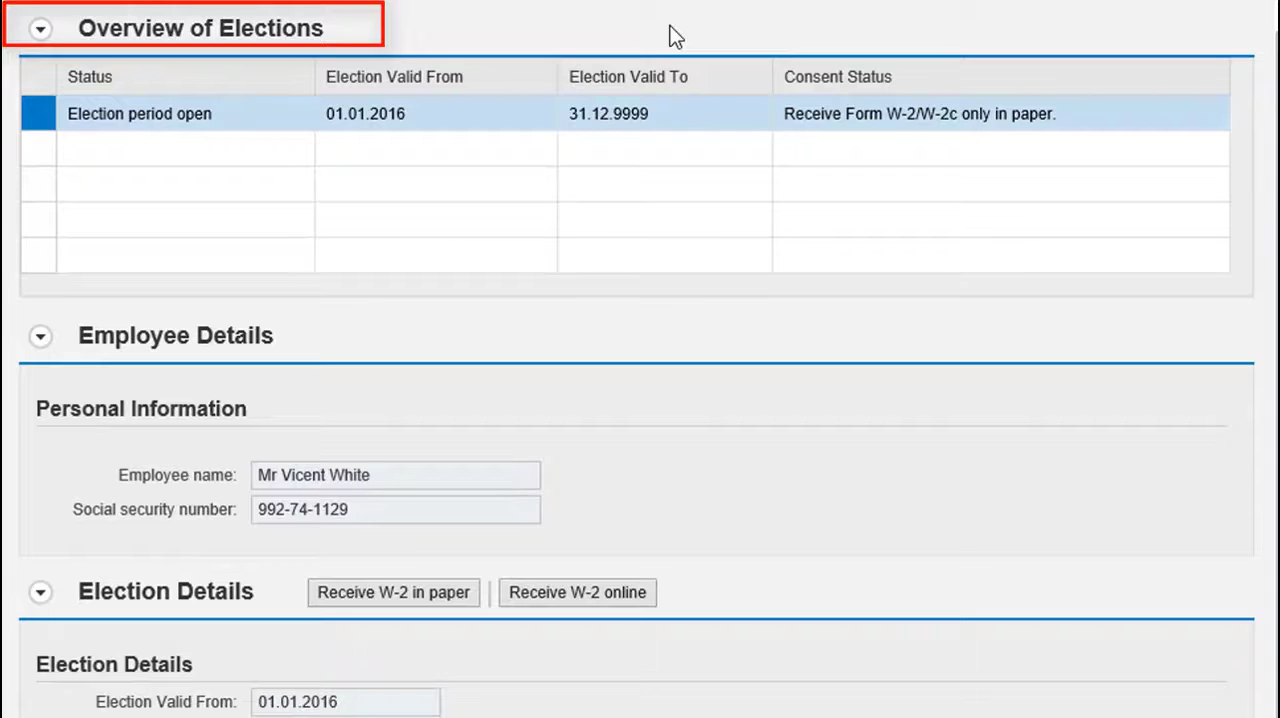 Overview of Elections
Status Election Valid From Election Valid To Consent Status
Election period open 01.01.2016 31.12.9999 Receive Form W-2/W-2c only in paper.
Employee Details
Personal Information
Employee name: Mr Vicent White
Social security number: 992-74-1129
Election Details Receive W-2 in paper Receive W-2 online
Election Details
Election Valid From: 01.01.2016